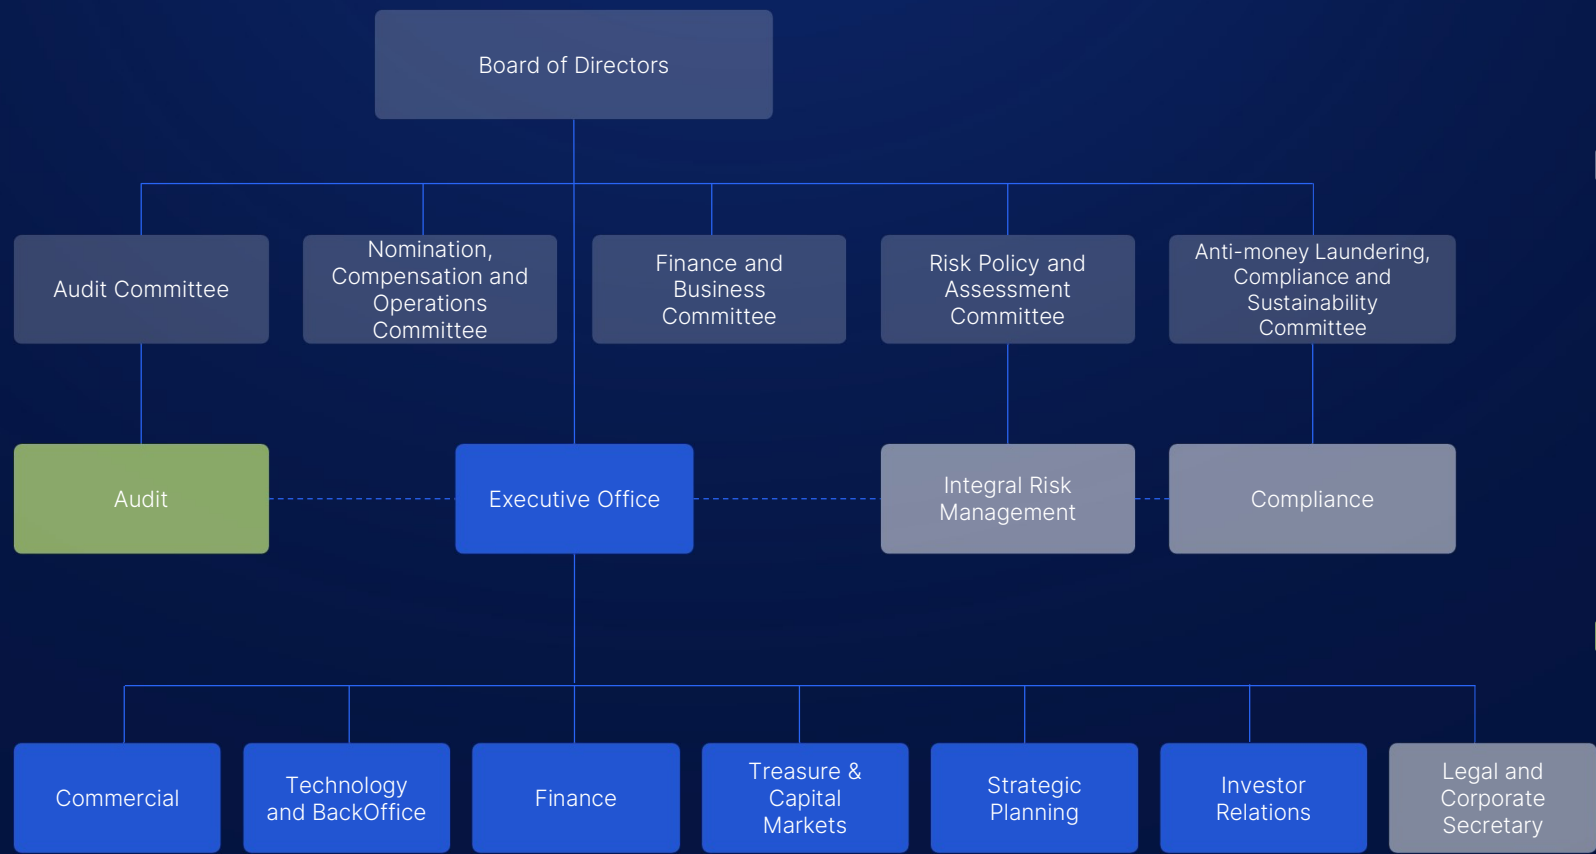 Board of Directors
Audit Committee
Nomination,
Compensation and
Operations
Committee
Finance and
Business
Committee
Risk Policy and
Assessment
Committee
Anti-money Laundering,
Compliance and
Sustainability
Committee
Audit
Executive Office
Integral Risk
Management
Compliance
Commercial
Technology
and BackOffice
Finance
Treasure &
Capital
Markets
Strategic
Planning
Investor
Relations
Legal and
Corporate
Secretary